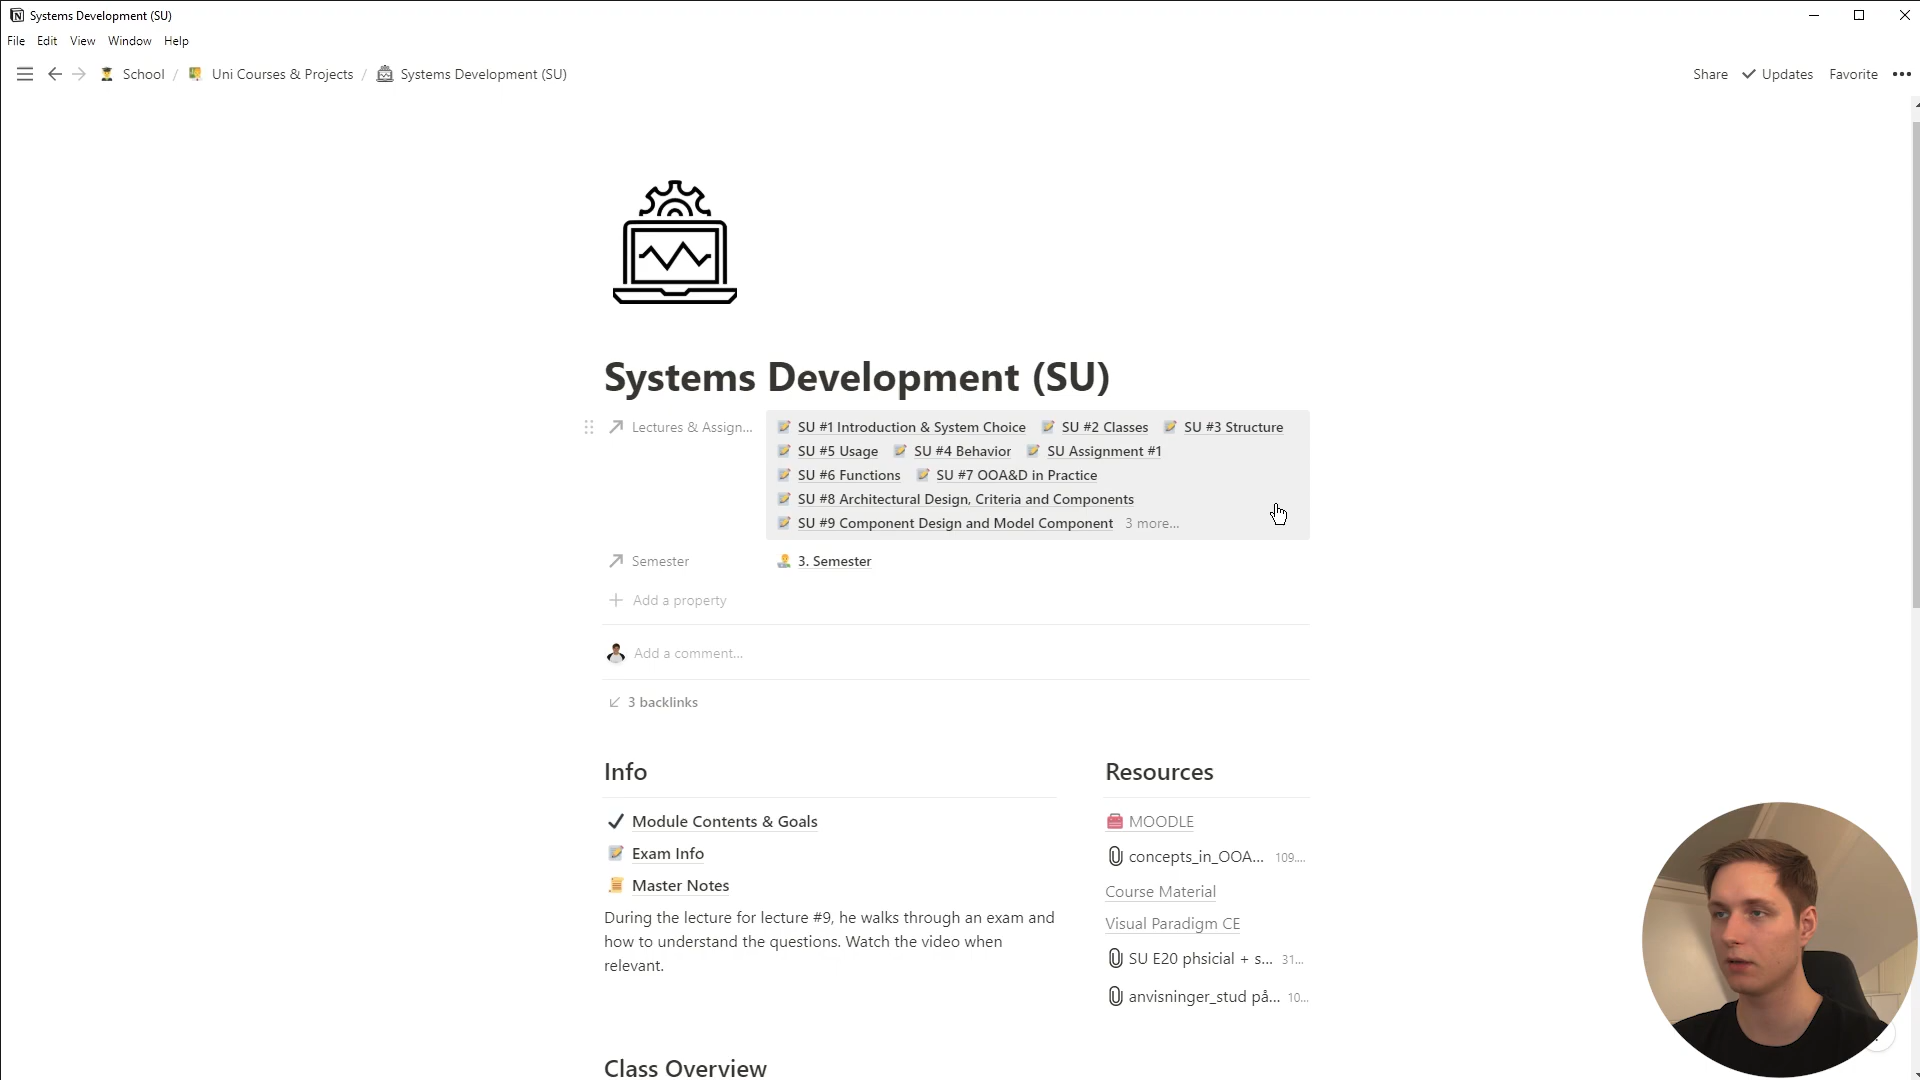 Systems Development (SU)
File Edit View Window Help
School / Uni Courses & Projects / Systems Development (SU)
Share Updates Favorite
Systems Development (SU)
Lectures & Assign... SU #1 Introduction & System Choice SU #2 Classes SU #3 Structure
SU #5 Usage SU #4 Behavior SU Assignment #1
SU #6 Functions SU #7 OOA&D in Practice
SU #8 Architectural Design, Criteria and Components
SU #9 Component Design and Model Component 3 more...
Semester 3. Semester
Add a property
Add a comment...
3 backlinks
Info
Module Contents & Goals
Exam Info
Master Notes
During the lecture for lecture #9, he walks through an exam and
how to understand the questions. Watch the video when
relevant.
Resources
MOODLE
concepts_in_OOA... 109....
Course Material
Visual Paradigm CE
SU E20 phsicial + s... 31...
anvisninger_stud på... 10...
Class Overview